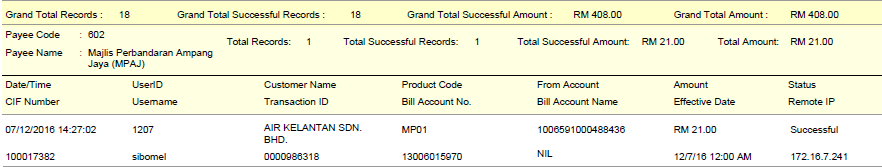 Grand Total Records : 18 Grand Total Successful Records : 18 Grand Total Successful Amount : RM 408.00 Grand Total Amount : RM 408.00
Payee Code : 602
Total Records: 1 Total Successful Records: 1 Total Successful Amount: RM 21.00 Total Amount: RM 21.00
Payee Name : Majlis Perbandaran Ampang
Jaya (MPAJ)
Date/Time UserID Customer Name Product Code From Account Amount Status
CIF Number Username Transaction ID Bill Account No. Bill Account Name Effective Date Remote IP
07/12/2016 14:27:02 1207 AIR KELANTAN SDN. MP01 1006591000488436 RM 21.00 Successful
BHD.
100017382 sibomel 0000986318 13006015970 NIL 12/7/16 12:00 AM 172.16.7.241